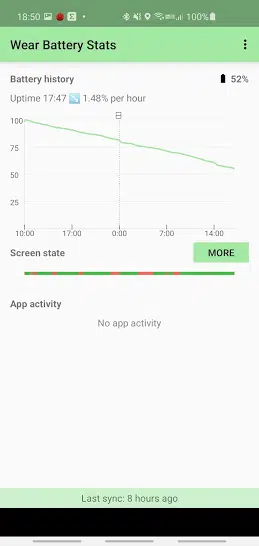 18:50 100%
Wear Battery Stats
Battery history 52%
Uptime 17:47 1.48% per hour
100
75
50
25
10:00 17:00 0:00 7:00 14:00
Screen state MORE
App activity
No app activity
Last sync: 8 hours ago